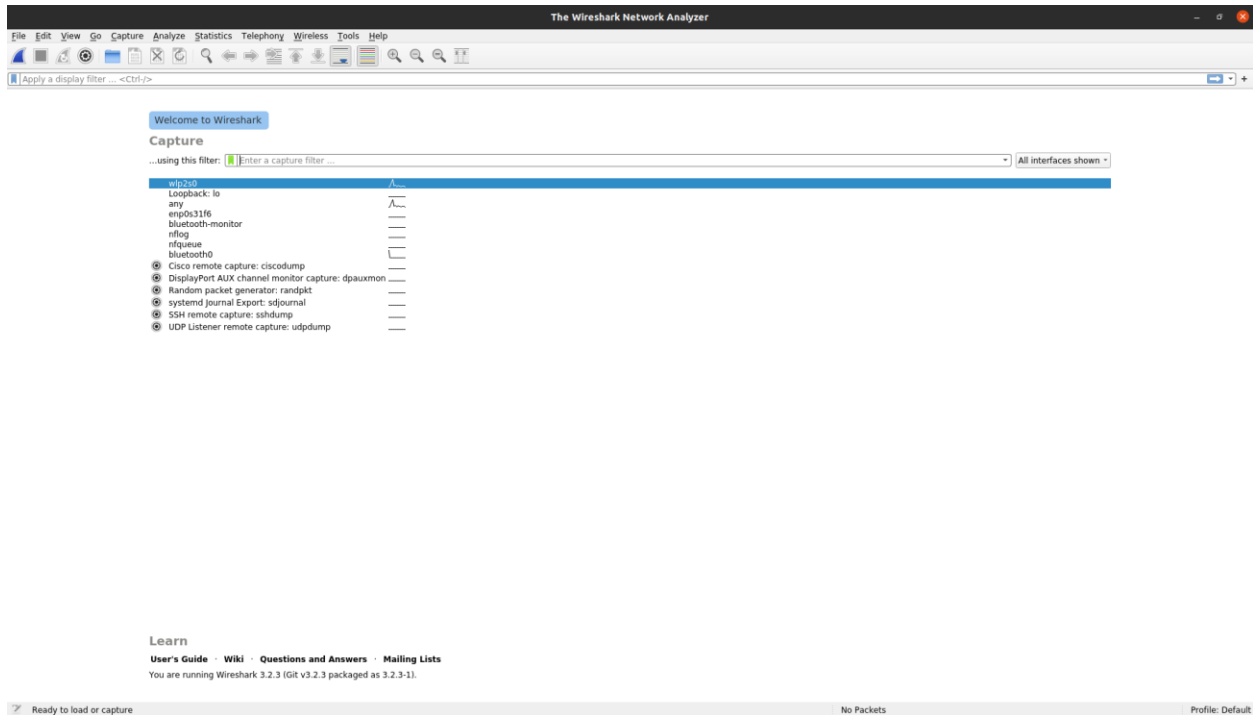 The Wireshark Network Analyzer
File Edit View Go Capture Analyze Statistics Telephony Wireless Tools Help
Apply a display filter ... <Ctrl-/>
Welcome to Wireshark
Capture
...using this filter: Enter a capture filter ... All interfaces shown
wlp2s0
Loopback: lo
any
enp0s31f6
bluetooth-monitor
nflog
nfqueue
bluetooth0
Cisco remote capture: ciscodump
DisplayPort AUX channel monitor capture: dpauxmon
Random packet generator: randpkt
systemd Journal Export: sdjournal
SSH remote capture: sshdump
UDP Listener remote capture: udpdump
Learn
User's Guide · Wiki · Questions and Answers · Mailing Lists
You are running Wireshark 3.2.3 (Git v3.2.3 packaged as 3.2.3-1).
Ready to load or capture No Packets Profile: Default